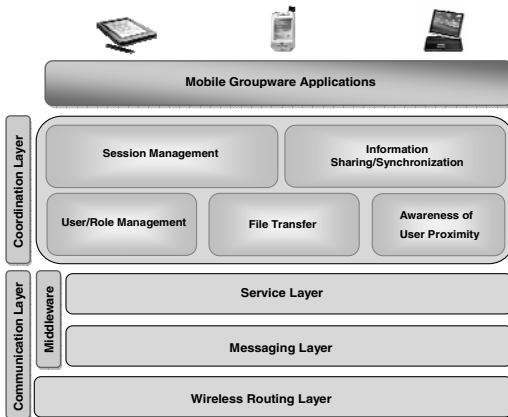 Mobile Groupware Applications
Coordination Layer
Session Management
Information
Sharing/Synchronization
User/Role Management
File Transfer
Awareness of
User Proximity
Communication Layer
Middleware
Service Layer
Messaging Layer
Wireless Routing Layer